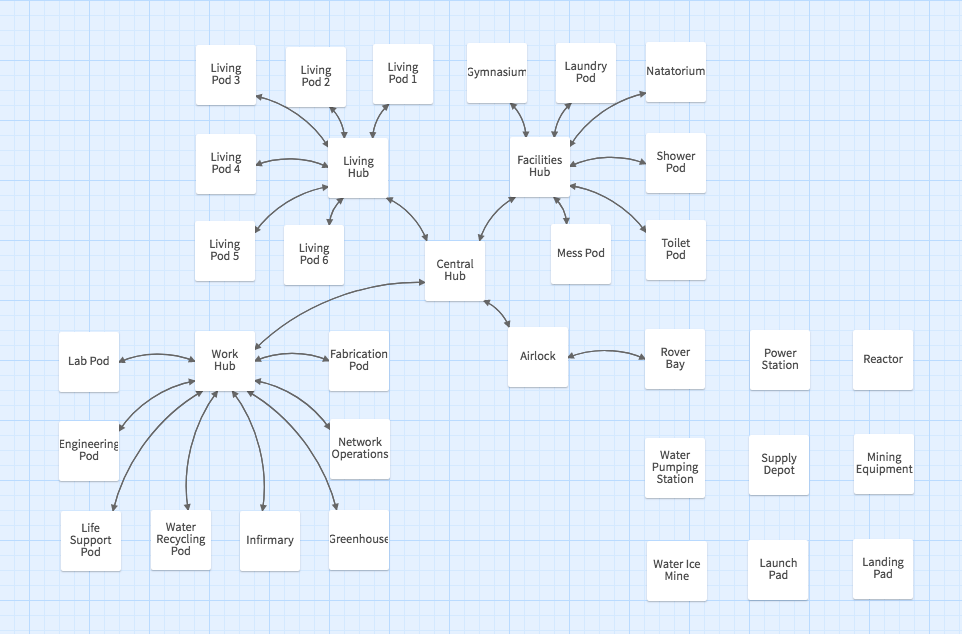 Living
Pod 3
Living
Pod 2
Living
Pod 1
Gymnasium
Laundry
Pod
Natatorium
Living
Pod 4
Living
Hub
Facilities
Hub
Shower
Pod
Living
Pod 5
Living
Pod 6
Central
Hub
Mess Pod
Toilet
Pod
Lab Pod
Work
Hub
Fabrication
Pod
Airlock
Rover
Bay
Power
Station
Reactor
Engineering
Pod
Network
Operations
Water
Pumping
Station
Supply
Depot
Mining
Equipment
Life
Support
Pod
Water
Recycling
Pod
Infirmary
Greenhouse
Water Ice
Mine
Launch
Pad
Landing
Pad